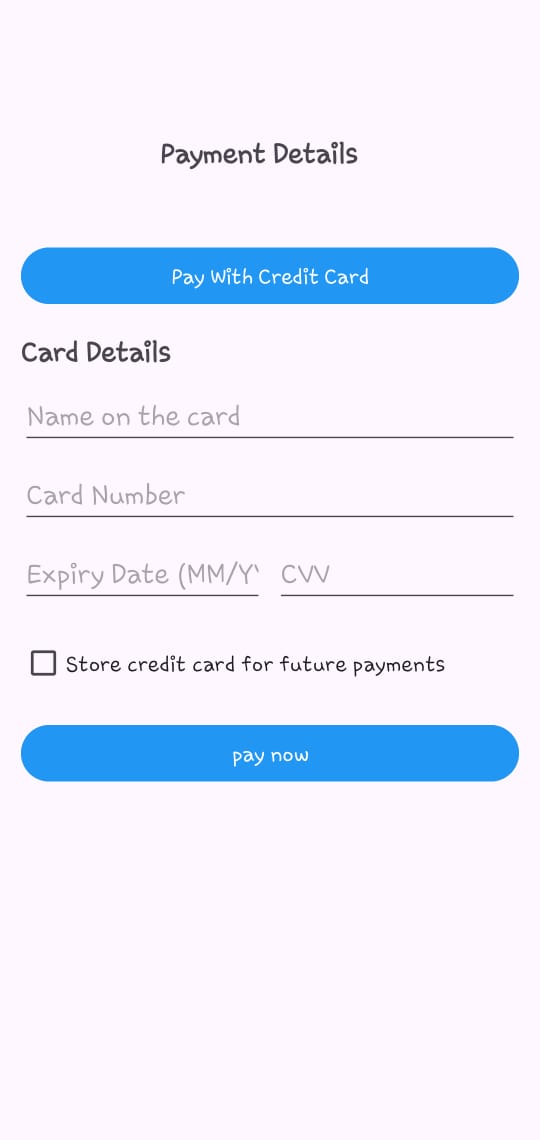 Payment Details
Pay With Credit Card
Card Details
Name on the card
Card Number
Expiry Date (MM/Y
CVV
Store credit card for future payments
pay now